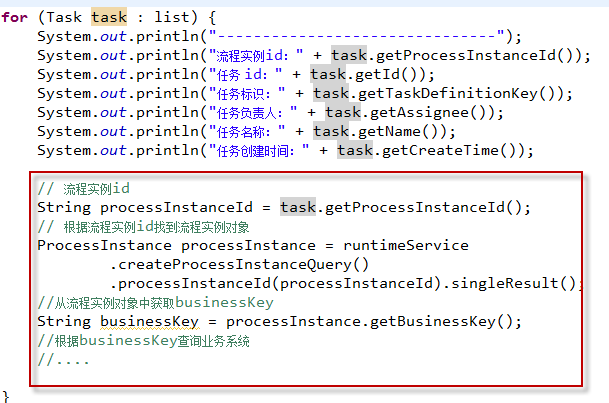 for (Task task : list) {
System.out.println("-------------------------------");
System.out.println("流程实例id：" + task.getProcessInstanceId());
System.out.println("任务id：" + task.getId());
System.out.println("任务标识：" + task.getTaskDefinitionKey());
System.out.println("任务负责人：" + task.getAssignee());
System.out.println("任务名称：" + task.getName());
System.out.println("任务创建时间：" + task.getCreateTime());
// 流程实例id
String processInstanceId = task.getProcessInstanceId();
// 根据流程实例id找到流程实例对象
ProcessInstance processInstance = runtimeService
.createProcessInstanceQuery()
.processInstanceId(processInstanceId).singleResult();
//从流程实例对象中获取businessKey
String businessKey = processInstance.getBusinessKey();
//根据businessKey查询业务系统
//....
}